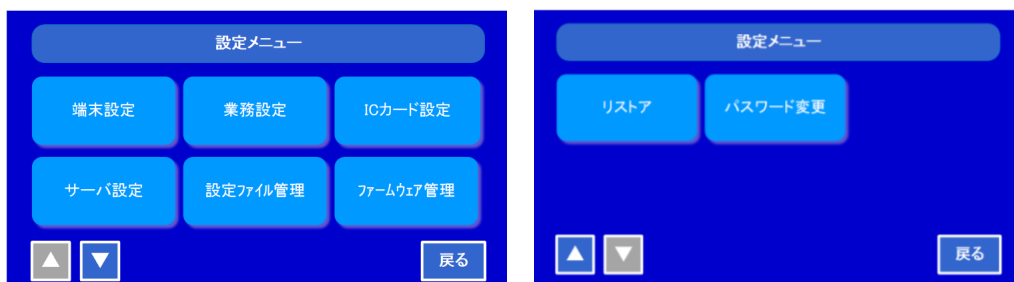 設定メニュー
端末設定
業務設定
ICカード設定
サーバ設定
設定ファイル管理
ファームウェア管理
▲
▼
戻る
設定メニュー
リストア
パスワード変更
▲
▼
戻る